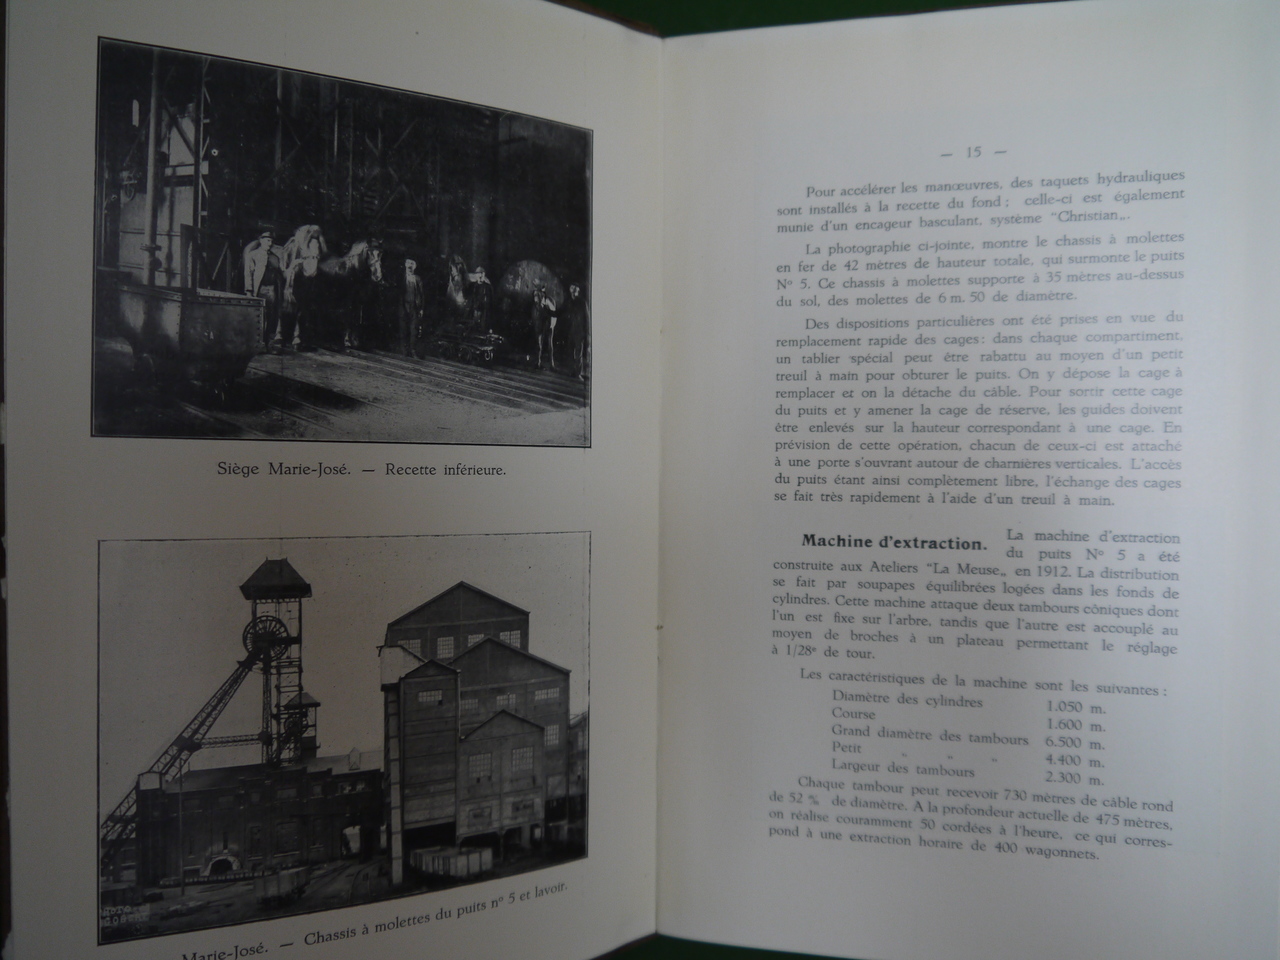 Siège Marie-José. — Recette inférieure.
Marie-José. — Chassis à molettes du puits n° 5 et lavoir.
— 15 —
Pour accélérer les manœuvres, des taquets hydrauliques
sont installés à la recette du fond ; celle-ci est également
munie d'un encageur basculant, système "Christian„.
La photographie ci-jointe, montre le chassis à molettes
en fer de 42 mètres de hauteur totale, qui surmonte le puits
N° 5. Ce chassis à molettes supporte à 35 mètres au-dessus
du sol, des molettes de 6 m. 50 de diamètre.
Des dispositions particulières ont été prises en vue du
remplacement rapide des cages : dans chaque compartiment,
un tablier spécial peut être rabattu au moyen d'un petit
treuil à main pour obturer le puits. On y dépose la cage à
remplacer et on la détache du câble. Pour sortir cette cage
du puits et y amener la cage de réserve, les guides doivent
être enlevés sur la hauteur correspondant à une cage. En
prévision de cette opération, chacun de ceux-ci est attaché
à une porte s'ouvrant autour de charnières verticales. L'accès
du puits étant ainsi complètement libre, l'échange des cages
se fait très rapidement à l'aide d'un treuil à main.
Machine d'extraction. La machine d'extraction
du puits N° 5 a été
construite aux Ateliers "La Meuse„ en 1912. La distribution
se fait par soupapes équilibrées logées dans les fonds de
cylindres. Cette machine attaque deux tambours côniques dont
l'un est fixe sur l'arbre, tandis que l'autre est accouplé au
moyen de broches à un plateau permettant le réglage
à 1/28e de tour.
Les caractéristiques de la machine sont les suivantes :
Diamètre des cylindres 1.050 m.
Course 1.600 m.
Grand diamètre des tambours 6.500 m.
Petit „ „ „ 4.400 m.
Largeur des tambours 2.300 m.
Chaque tambour peut recevoir 730 mètres de câble rond
de 52 % de diamètre. A la profondeur actuelle de 475 mètres,
on réalise couramment 50 cordées à l'heure, ce qui corres-
pond à une extraction horaire de 400 wagonnets.